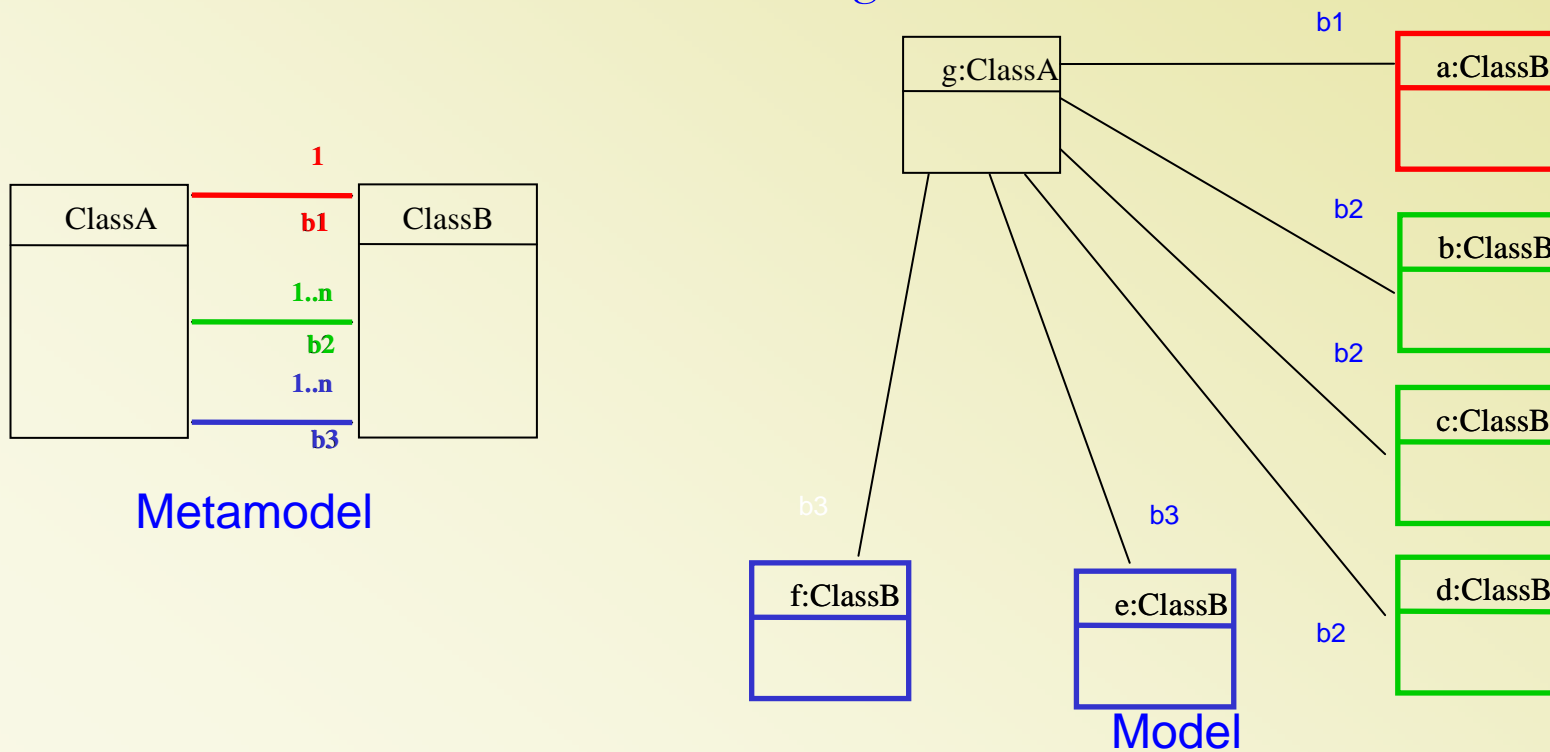 g
1
ClassA
b1
ClassB
1..n
b2
1..n
b3
Metamodel
b1
g:ClassA
a:ClassB
b2
b:ClassB
b2
c:ClassB
b3
b3
f:ClassB
e:ClassB
d:ClassB
b2
Model